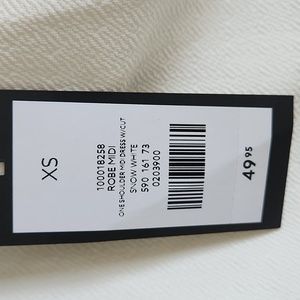 XS
100018258
ROBE MIDI
ONE SHOULDER MIDI DRESS W/CUT
SNOW WHITE
590 161 73
0203900
49.95